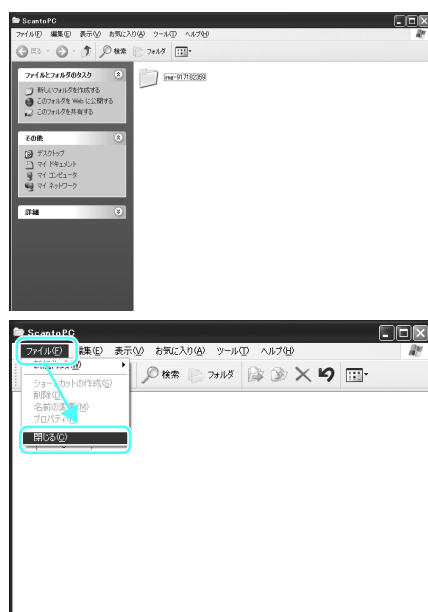 ScantoPC
ファイル(F) 編集(E) 表示(V) お気に入り(A) ツール(T) ヘルプ(H)
戻る 検索 フォルダ
ファイルとフォルダのタスク
新しいフォルダを作成する
このフォルダを Web に公開する
このフォルダを共有する
その他
デスクトップ
マイ ドキュメント
マイ コンピュータ
マイ ネットワーク
詳細
ScantoPC
ファイル(F) 編集(E) 表示(V) お気に入り(A) ツール(T) ヘルプ(H)
検索 フォルダ
ショートカットの作成(S)
削除(D)
名前の変更(M)
プロパティ
閉じる(C)